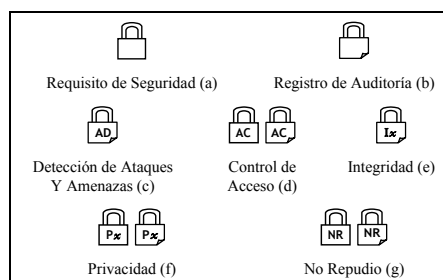 Requisito de Seguridad (a)
Registro de Auditoría (b)
AD
AC
AC
Ix
Detección de Ataques
Y Amenazas (c)
Control de
Acceso (d)
Integridad (e)
Px
Px
NR
NR
Privacidad (f)
No Repudio (g)